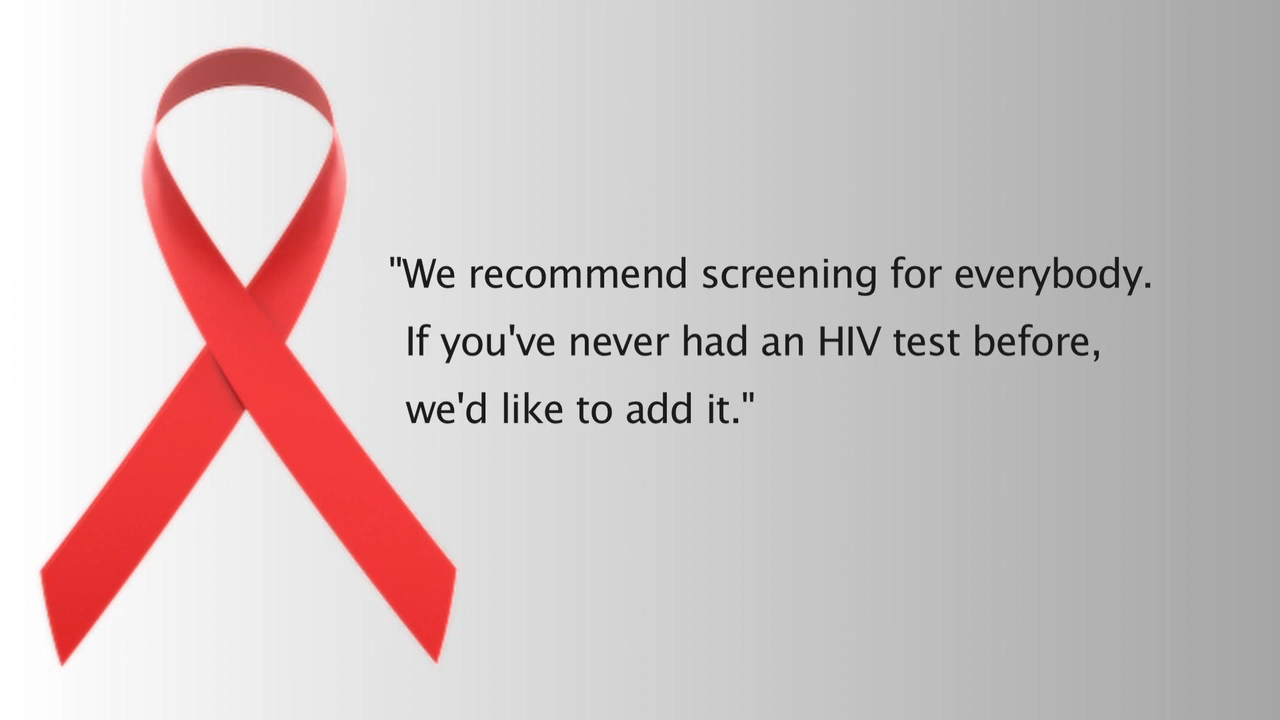 "We recommend screening for everybody.
If you've never had an HIV test before,
we'd like to add it."